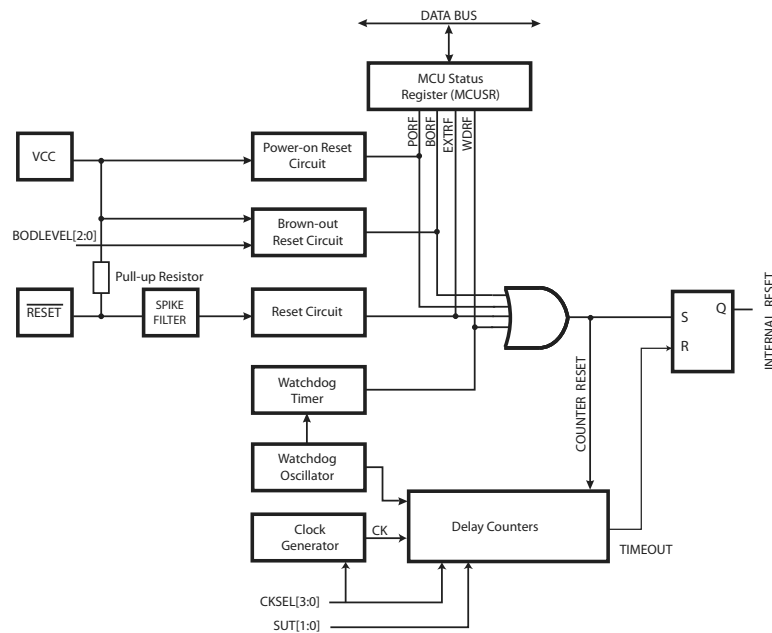 DATA BUS
MCU Status
Register (MCUSR)
PORF
BORF
EXTRF
WDRF
VCC
Power-on Reset
Circuit
BODLEVEL[2:0]
Brown-out
Reset Circuit
Pull-up Resistor
RESET
SPIKE
FILTER
Reset Circuit
S
Q
R
INTERNAL RESET
Watchdog
Timer
COUNTER RESET
Watchdog
Oscillator
Clock
Generator
CK
Delay Counters
TIMEOUT
CKSEL[3:0]
SUT[1:0]